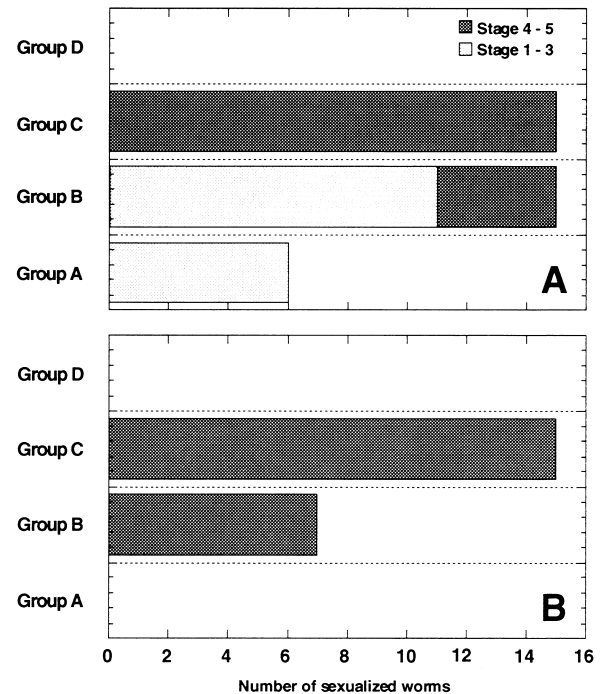 Stage 4 - 5
Stage 1 - 3
Group D
Group C
Group B
Group A
A
Group D
Group C
Group B
Group A
B
0 2 4 6 8 10 12 14 16
Number of sexualized worms